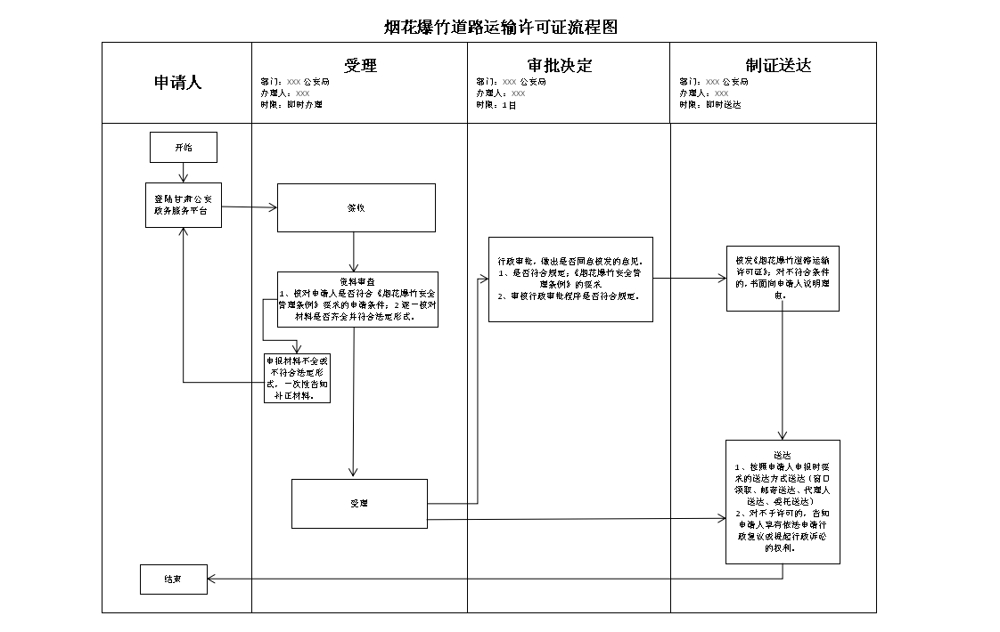 烟花爆竹道路运输许可证流程图
申请人
受理
部门：XXX 公安局
办理人：XXX
时限：即时办理
审批决定
部门：XXX 公安局
办理人：XXX
时限：1日
制证送达
部门：XXX 公安局
办理人：XXX
时限：即时送达
开始
登陆甘肃公安
政务服务平台
签收
资料审查
1、核对申请人是否符合《烟花爆竹安全
管理条例》要求的申请条件；2 逐一核对
材料是否齐全并符合法定形式。
申报材料不全或
不符合法定形
式，一次性告知
补正材料。
受理
行政审批，做出是否同意核发的意见。
1、是否符合规定；《烟花爆竹安全管
理条例》的要求
2、审核行政审批程序是否符合规定。
核发《烟花爆竹道路运输
许可证》；对不符合条件
的，书面向申请人说明理
由。
送达
1、按照申请人申报时要
求的送达方式送达（窗口
领取、邮寄送达、代理人
送达、委托送达）
2、对不予许可的，告知
申请人享有依法申请行
政复议或提起行政诉讼
的权利。
结束